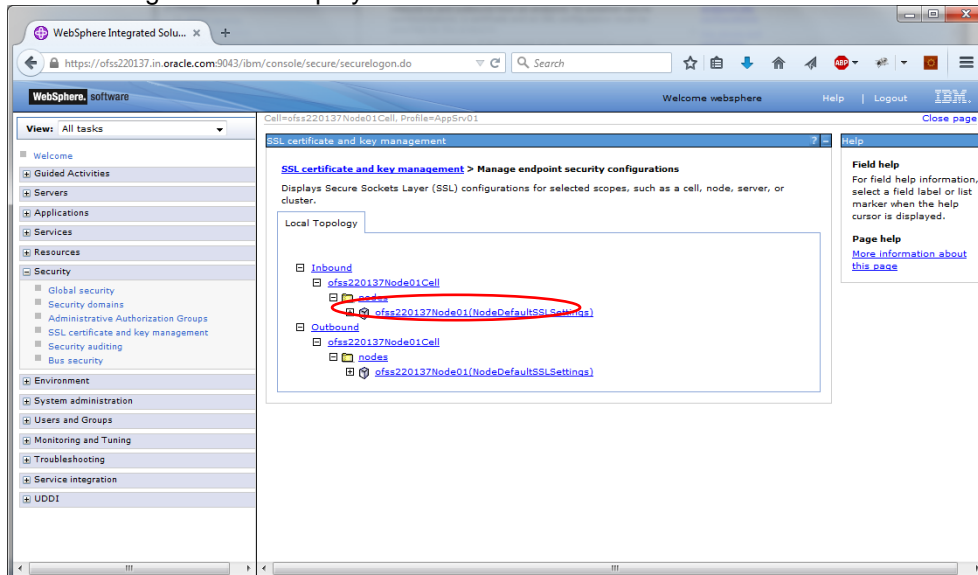 WebSphere Integrated Solu... × +
https://ofss220137.in.oracle.com:9043/ibm/console/secure/securelogon.do
Search
ABP
WebSphere. software
Welcome websphere
Help | Logout
IBM.
Cell=ofss220137Node01Cell, Profile=AppSrv01
Close page
View: All tasks
Welcome
Guided Activities
Servers
Applications
Services
Resources
Security
Global security
Security domains
Administrative Authorization Groups
SSL certificate and key management
Security auditing
Bus security
Environment
System administration
Users and Groups
Monitoring and Tuning
Troubleshooting
Service integration
UDDI
SSL certificate and key management ? –
SSL certificate and key management > Manage endpoint security configurations
Displays Secure Sockets Layer (SSL) configurations for selected scopes, such as a cell, node, server, or
cluster.
Local Topology
Inbound
ofss220137Node01Cell
nodes
ofss220137Node01(NodeDefaultSSLSettings)
Outbound
ofss220137Node01Cell
nodes
ofss220137Node01(NodeDefaultSSLSettings)
Help
Field help
For field help information,
select a field label or list
marker when the help
cursor is displayed.
Page help
More information about
this page